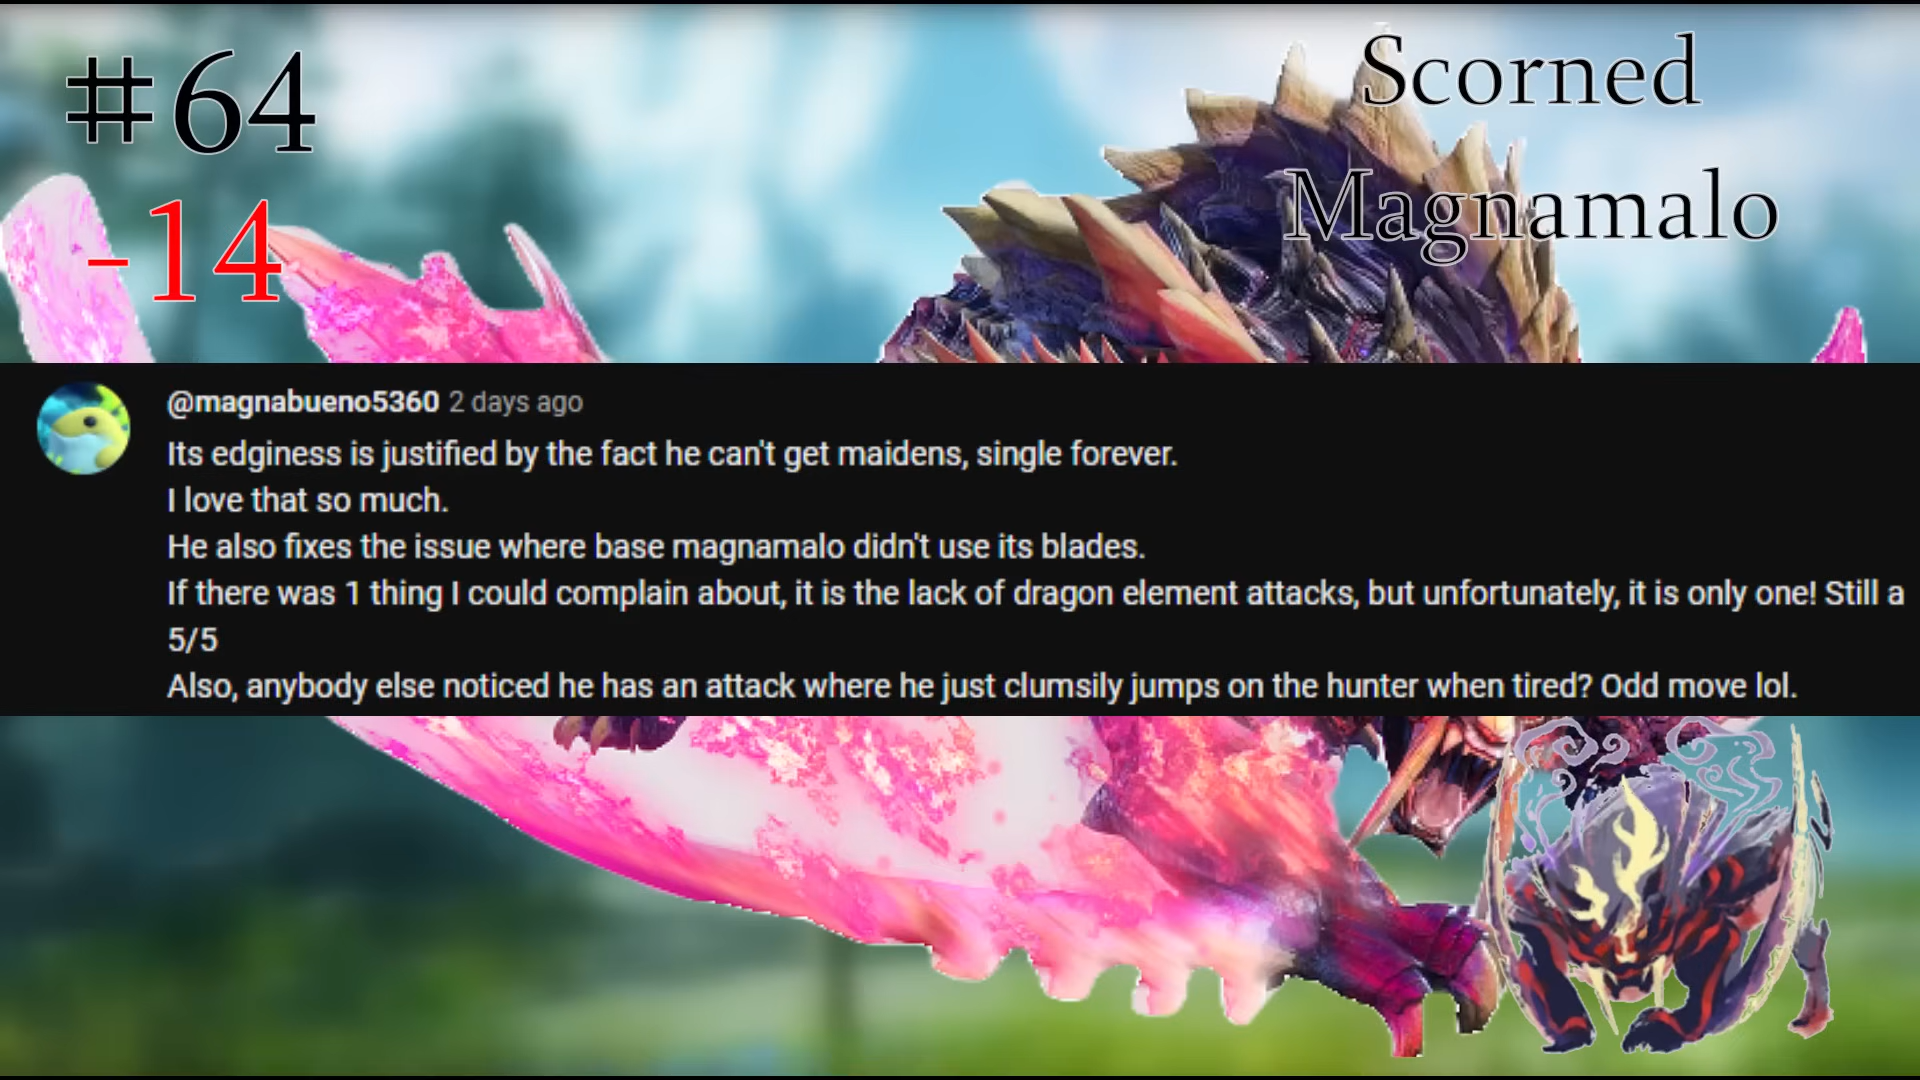 #64
-14
Scorned
Magnamalo
@magnabueno5360 2 days ago
Its edginess is justified by the fact he can't get maidens, single forever.
I love that so much.
He also fixes the issue where base magnamalo didn't use its blades.
If there was 1 thing I could complain about, it is the lack of dragon element attacks, but unfortunately, it is only one! Still a
5/5
Also, anybody else noticed he has an attack where he just clumsily jumps on the hunter when tired? Odd move lol.